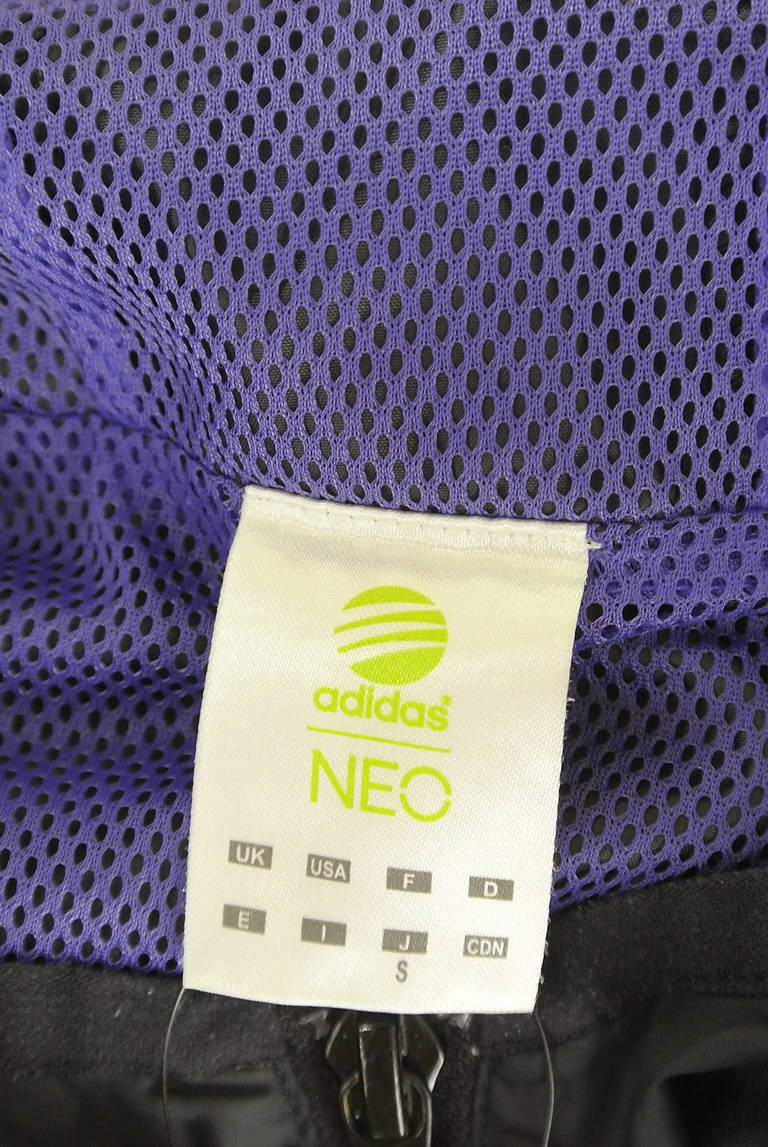 adidas®
NEO
UK USA F D
E I J CDN
S